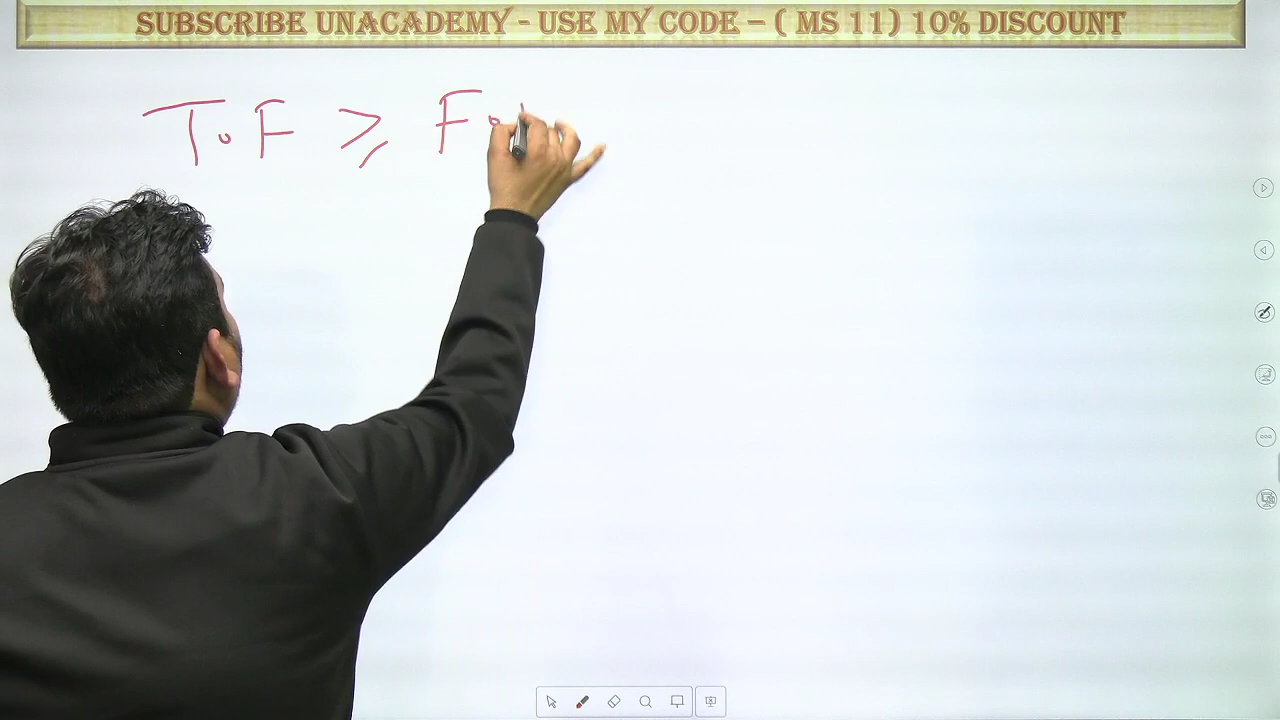 SUBSCRIBE UNACADEMY - USE MY CODE – ( MS 11) 10% DISCOUNT
T.F ≥ F.